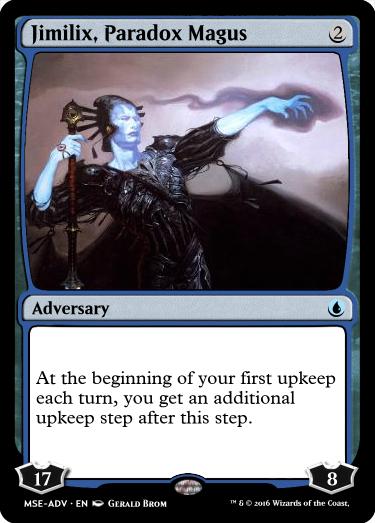 Jimilix, Paradox Magus 2
Adversary
At the beginning of your first upkeep
each turn, you get an additional
upkeep step after this step.
17
8
MSE-ADV • EN GERALD BROM
™ & © 2016 Wizards of the Coast,